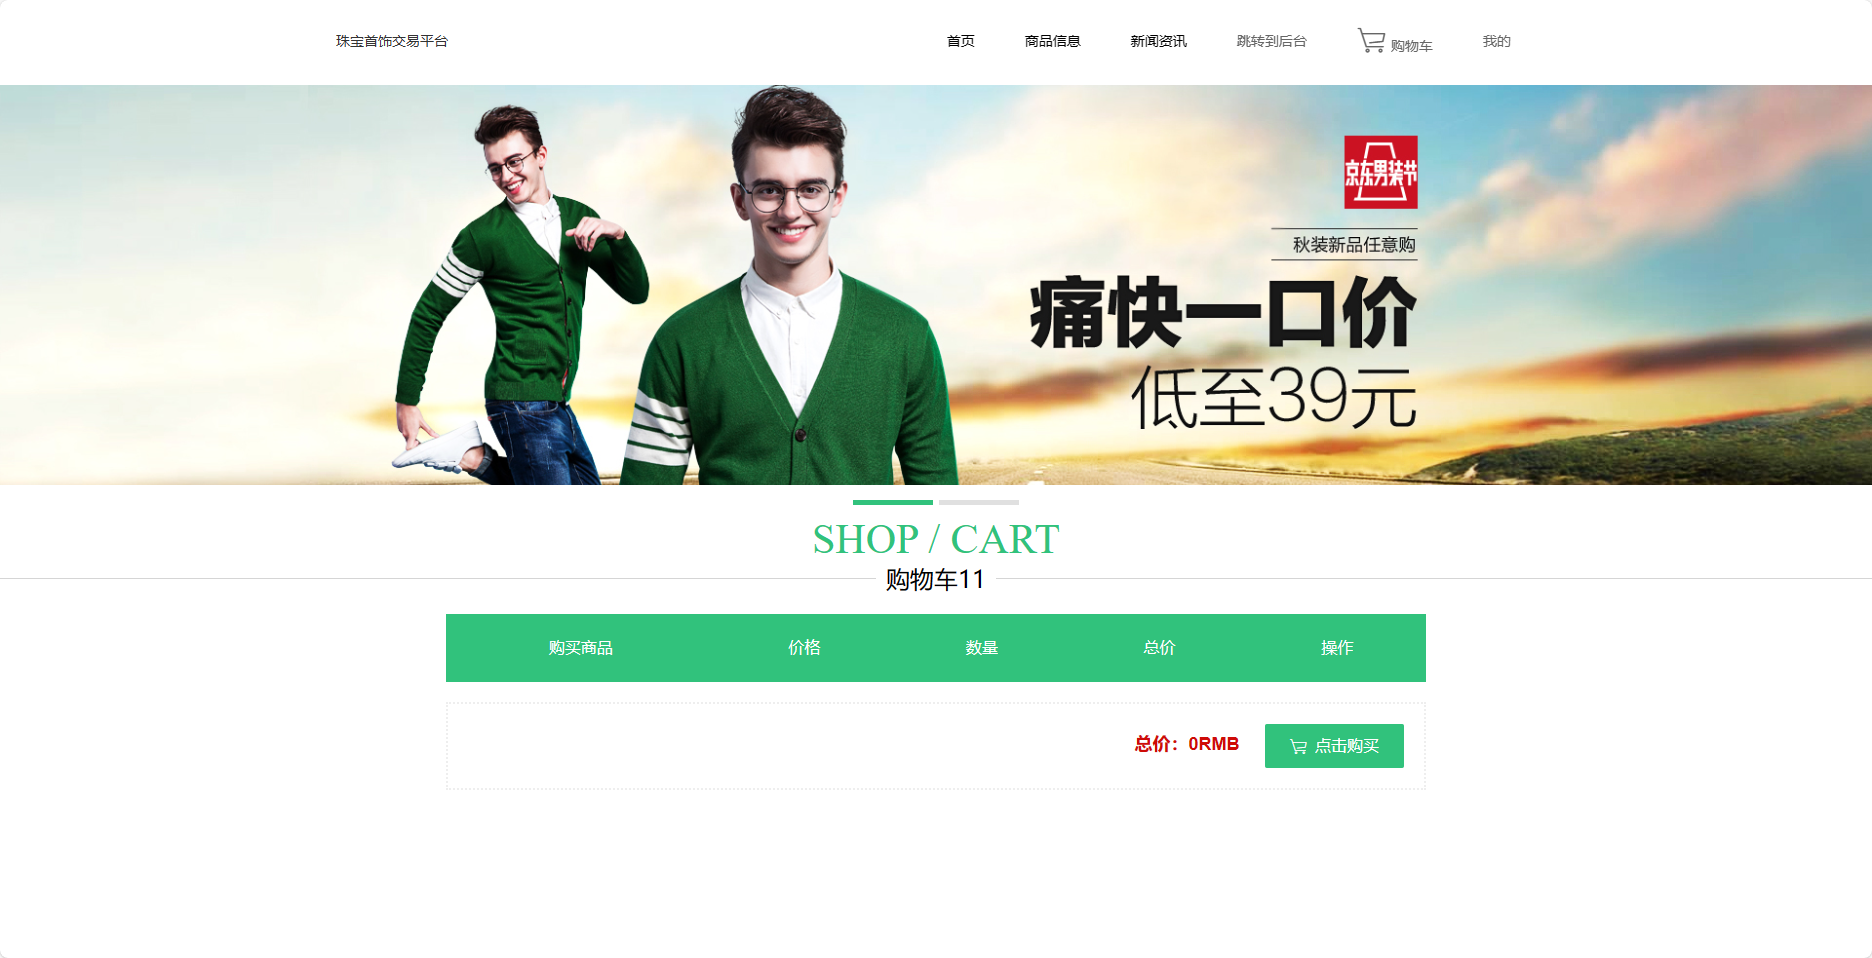 珠宝首饰交易平台
首页 商品信息 新闻资讯 跳转到后台 购物车 我的
京东男装节
秋装新品任意购
痛快一口价
低至39元
SHOP / CART
购物车11
购买商品 价格 数量 总价 操作
总价：0RMB 点击购买